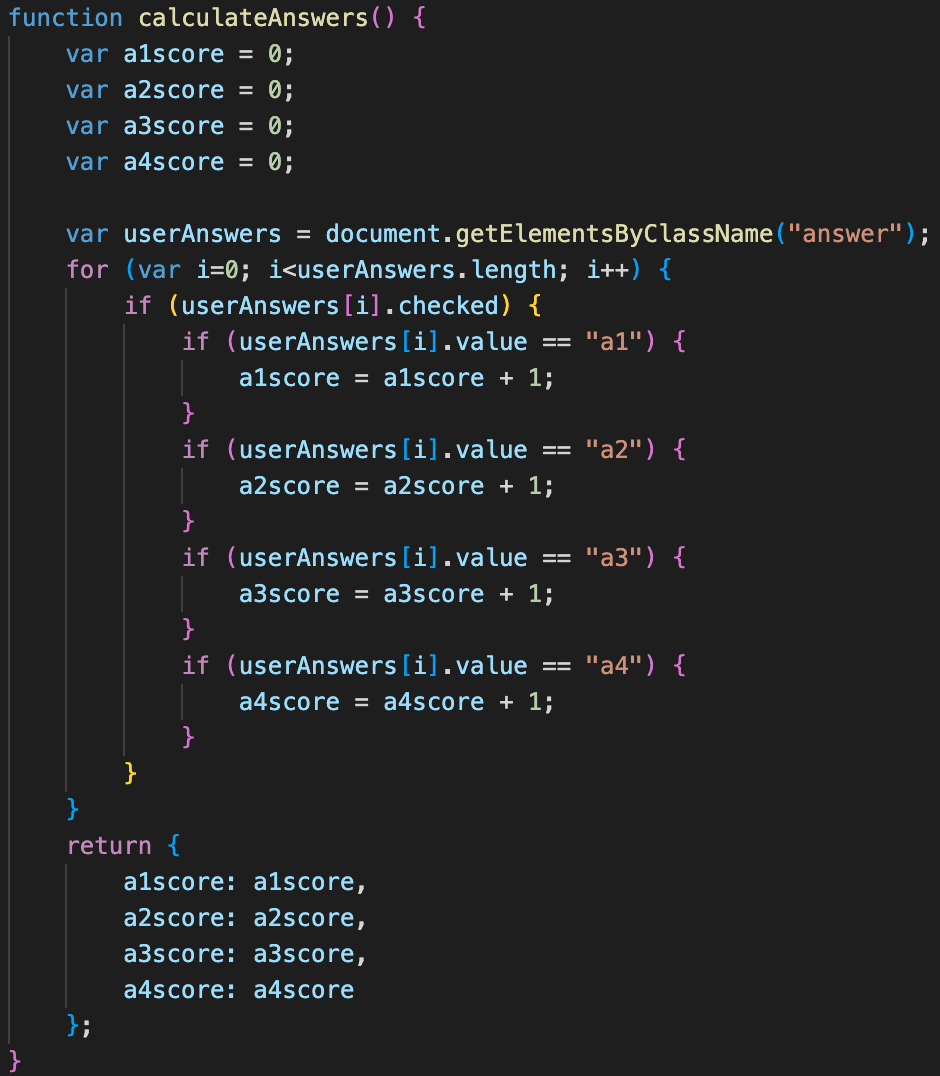 function calculateAnswers() {
    var a1score = 0;
    var a2score = 0;
    var a3score = 0;
    var a4score = 0;

    var userAnswers = document.getElementsByClassName("answer");
    for (var i=0; i<userAnswers.length; i++) {
        if (userAnswers[i].checked) {
            if (userAnswers[i].value == "a1") {
                a1score = a1score + 1;
            }
            if (userAnswers[i].value == "a2") {
                a2score = a2score + 1;
            }
            if (userAnswers[i].value == "a3") {
                a3score = a3score + 1;
            }
            if (userAnswers[i].value == "a4") {
                a4score = a4score + 1;
            }
        }
    }
    return {
        a1score: a1score,
        a2score: a2score,
        a3score: a3score,
        a4score: a4score
    };
}